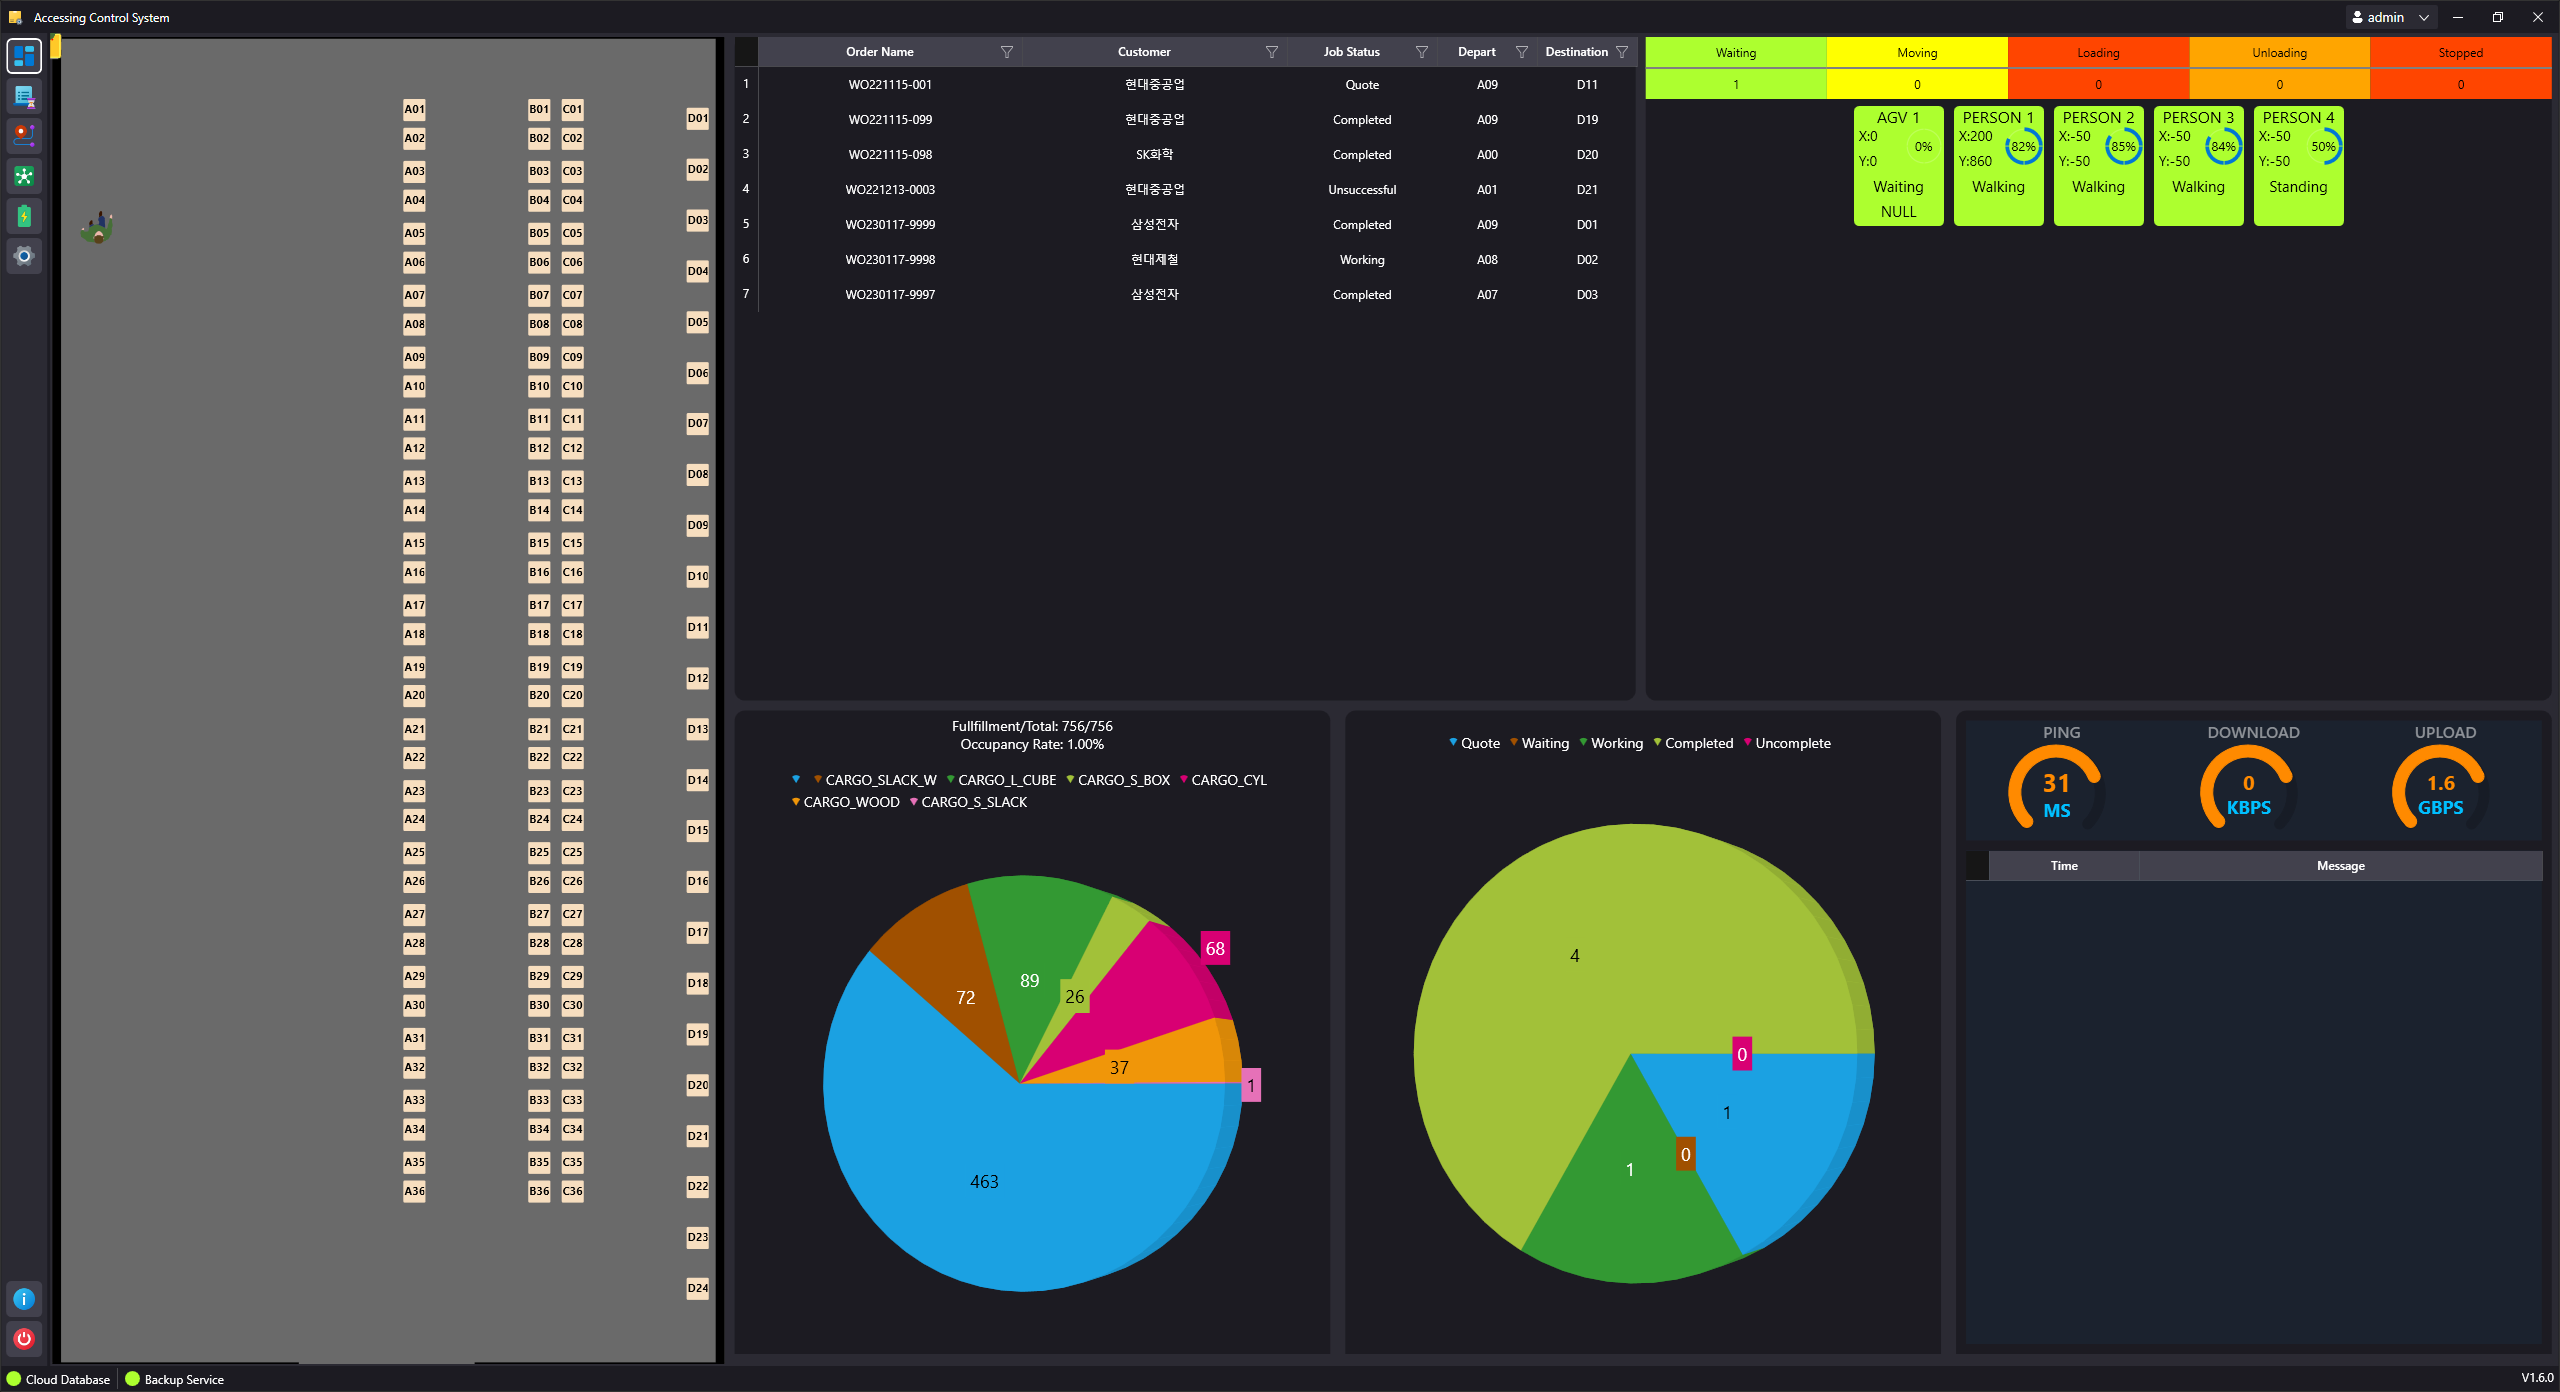 Accessing Control System
admin
A01 B01 C01
D01
A02 B02 C02
A03 B03 C03
D02
A04 B04 C04
D03
A05 B05 C05
A06 B06 C06
D04
A07 B07 C07
A08 B08 C08
D05
A09 B09 C09
D06
A10 B10 C10
A11 B11 C11
D07
A12 B12 C12
D08
A13 B13 C13
A14 B14 C14
D09
A15 B15 C15
A16 B16 C16
D10
A17 B17 C17
D11
A18 B18 C18
A19 B19 C19
D12
A20 B20 C20
A21 B21 C21
D13
A22 B22 C22
D14
A23 B23 C23
A24 B24 C24
D15
A25 B25 C25
A26 B26 C26
D16
A27 B27 C27
D17
A28 B28 C28
A29 B29 C29
D18
A30 B30 C30
D19
A31 B31 C31
A32 B32 C32
D20
A33 B33 C33
A34 B34 C34
D21
A35 B35 C35
D22
A36 B36 C36
D23
D24
Order Name Customer Job Status Depart Destination
1 WO221115-001 현대중공업 Quote A09 D11
2 WO221115-099 현대중공업 Completed A09 D19
3 WO221115-098 SK화학 Completed A00 D20
4 WO221213-0003 현대중공업 Unsuccessful A01 D21
5 WO230117-9999 삼성전자 Completed A09 D01
6 WO230117-9998 현대제철 Working A08 D02
7 WO230117-9997 삼성전자 Completed A07 D03
Waiting Moving Loading Unloading Stopped
1 0 0 0 0
AGV 1
X:0
0%
Y:0
Waiting
NULL
PERSON 1
X:200
82%
Y:860
Walking
PERSON 2
X:-50
85%
Y:-50
Walking
PERSON 3
X:-50
84%
Y:-50
Walking
PERSON 4
X:-50
50%
Y:-50
Standing
Fullfillment/Total: 756/756
Occupancy Rate: 1.00%
CARGO_SLACK_W CARGO_L_CUBE CARGO_S_BOX CARGO_CYL
CARGO_WOOD CARGO_S_SLACK
68
89
72
26
37
1
463
Quote Waiting Working Completed Uncomplete
4
0
1
0
1
PING DOWNLOAD UPLOAD
31 0 1.6
MS KBPS GBPS
Time Message
Cloud Database Backup Service
V1.6.0